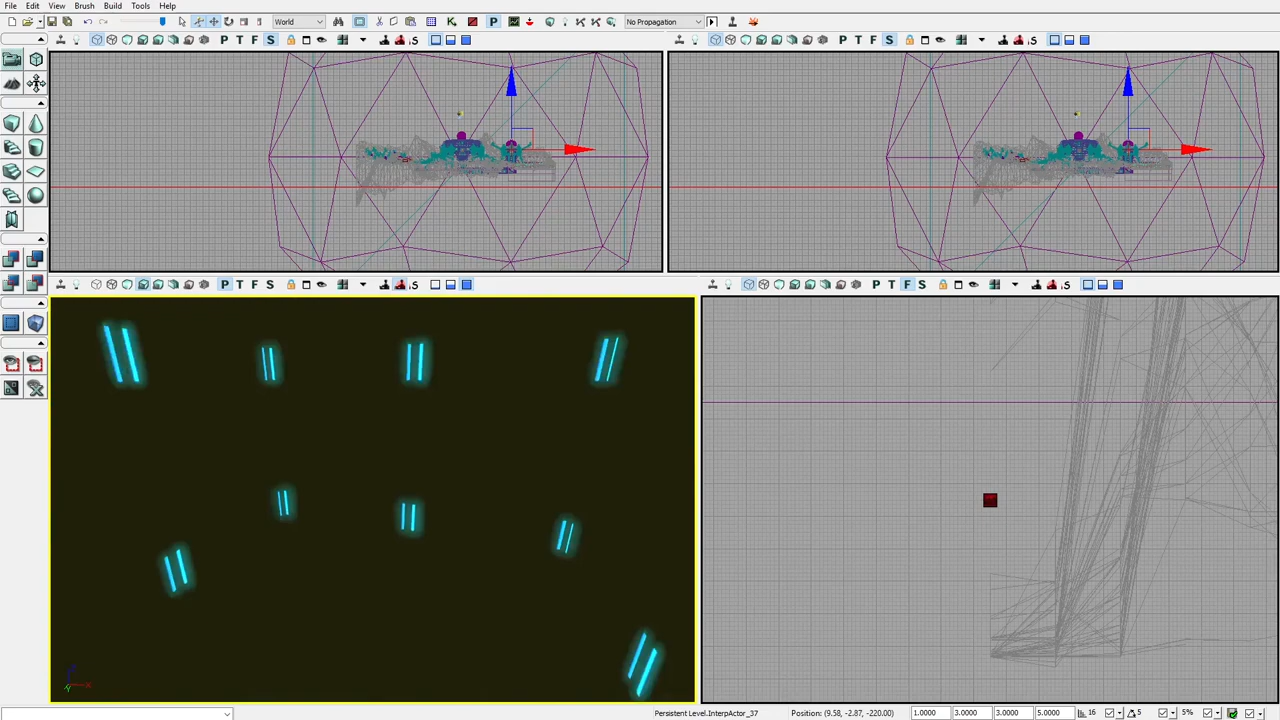 File Edit View Brush Build Tools Help
World No Propagation
P T F S S P T F S S
P T F S S P T F S S
Persistent Level.InterpActor_37 Position: (9.58, -2.87, -220.00) 1.0000 3.0000 3.0000 5.0000 16 5 5%